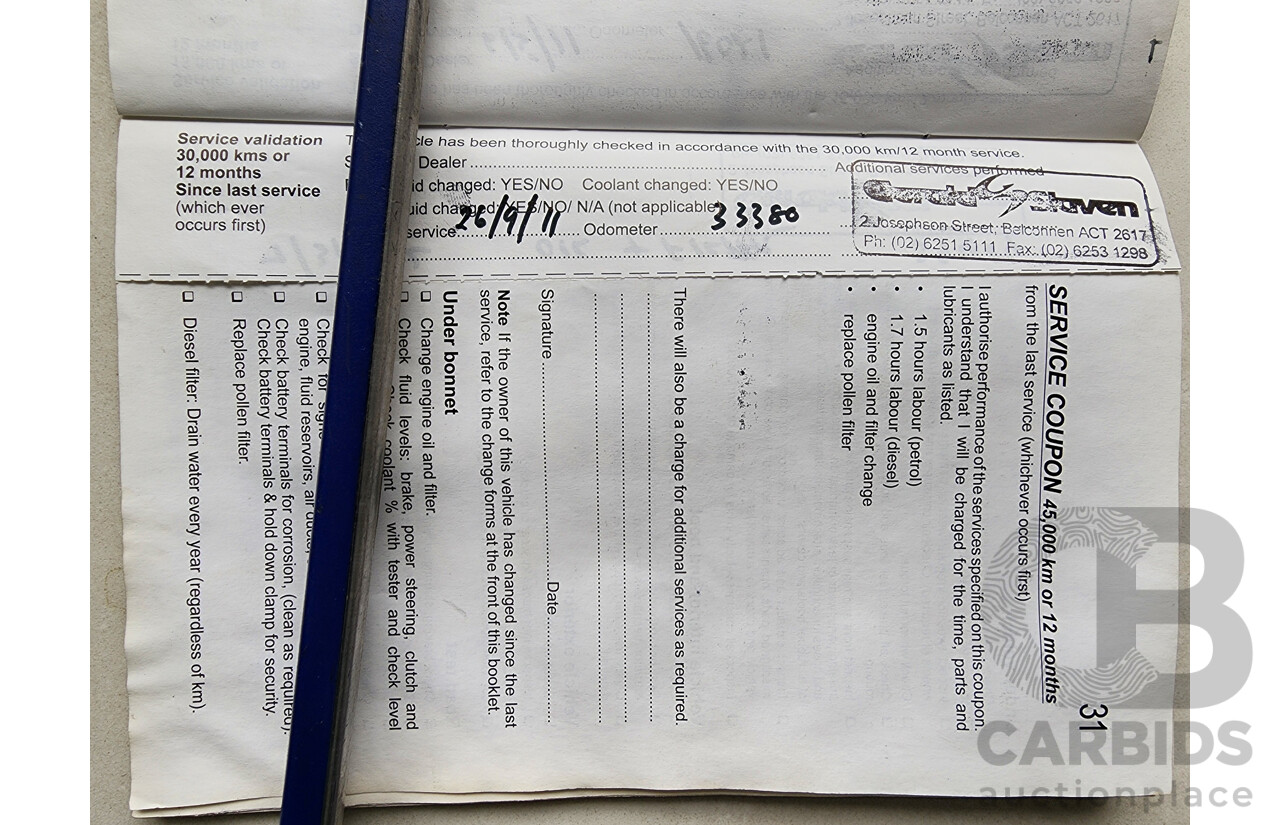 Service validation
30,000 kms or
12 months
Since last service
(which ever
occurs first)
cle has been thoroughly checked in accordance with the 30,000 km/12 month service.
Dealer
Additional services performed
id changed: YES/NO Coolant changed: YES/NO
uid changed: YES/NO/ N/A (not applicable)
service 26/9/11 Odometer 33380
Gerald Slaven
2 Josephson Street, Belconnen ACT 2617
Ph: (02) 6251 5111 Fax: (02) 6253 1298
31
SERVICE COUPON 45,000 km or 12 months
from the last service (whichever occurs first)
I authorise performance of the services specified on this coupon.
I understand that I will be charged for the time, parts and
lubricants as listed.
• 1.5 hours labour (petrol)
• 1.7 hours labour (diesel)
• engine oil and filter change
• replace pollen filter
There will also be a charge for additional services as required.
Signature Date
Note If the owner of this vehicle has changed since the last
service, refer to the change forms at the front of this booklet.
Under bonnet
Change engine oil and filter.
Check fluid levels: brake, power steering, clutch and
coolant % with tester and check level
Check for signs
engine, fluid reservoirs, air
Check battery terminals for corrosion, (clean as required).
Check battery terminals & hold down clamp for security.
Replace pollen filter.
Diesel filter: Drain water every year (regardless of km).
CARBIDS
auctionplace